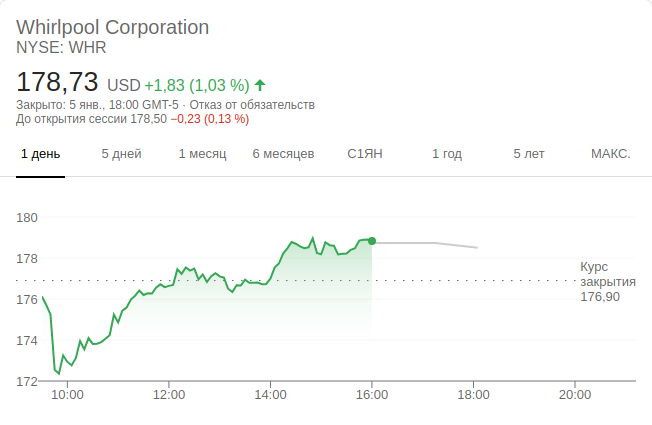 Whirlpool Corporation
NYSE: WHR
178,73 USD +1,83 (1,03 %)
Закрыто: 5 янв., 18:00 GMT-5 · Отказ от обязательств
До открытия сессии 178,50 −0,23 (0,13 %)
1 день 5 дней 1 месяц 6 месяцев С1ЯН 1 год 5 лет МАКС.
180
178
Курс
закрытия
176,90
176
174
172
10:00 12:00 14:00 16:00 18:00 20:00